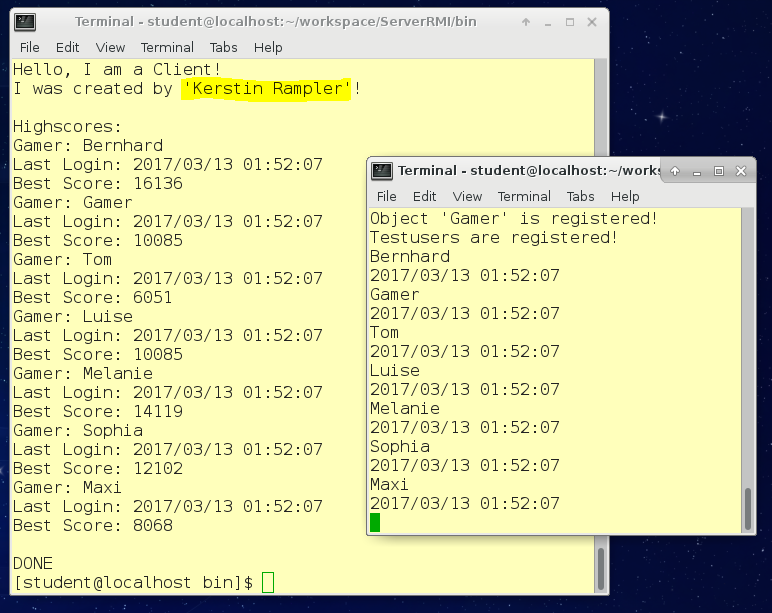 Terminal - student@localhost:~/workspace/ServerRMI/bin
File Edit View Terminal Tabs Help
Hello, I am a Client!
I was created by 'Kerstin Rampler'!
Highscores:
Gamer: Bernhard
Last Login: 2017/03/13 01:52:07
Best Score: 16136
Gamer: Gamer
Last Login: 2017/03/13 01:52:07
Best Score: 10085
Gamer: Tom
Last Login: 2017/03/13 01:52:07
Best Score: 6051
Gamer: Luise
Last Login: 2017/03/13 01:52:07
Best Score: 10085
Gamer: Melanie
Last Login: 2017/03/13 01:52:07
Best Score: 14119
Gamer: Sophia
Last Login: 2017/03/13 01:52:07
Best Score: 12102
Gamer: Maxi
Last Login: 2017/03/13 01:52:07
Best Score: 8068
DONE
[student@localhost bin]$
Terminal - student@localhost:~/works
File Edit View Terminal Tabs Help
Object 'Gamer' is registered!
Testusers are registered!
Bernhard
2017/03/13 01:52:07
Gamer
2017/03/13 01:52:07
Tom
2017/03/13 01:52:07
Luise
2017/03/13 01:52:07
Melanie
2017/03/13 01:52:07
Sophia
2017/03/13 01:52:07
Maxi
2017/03/13 01:52:07